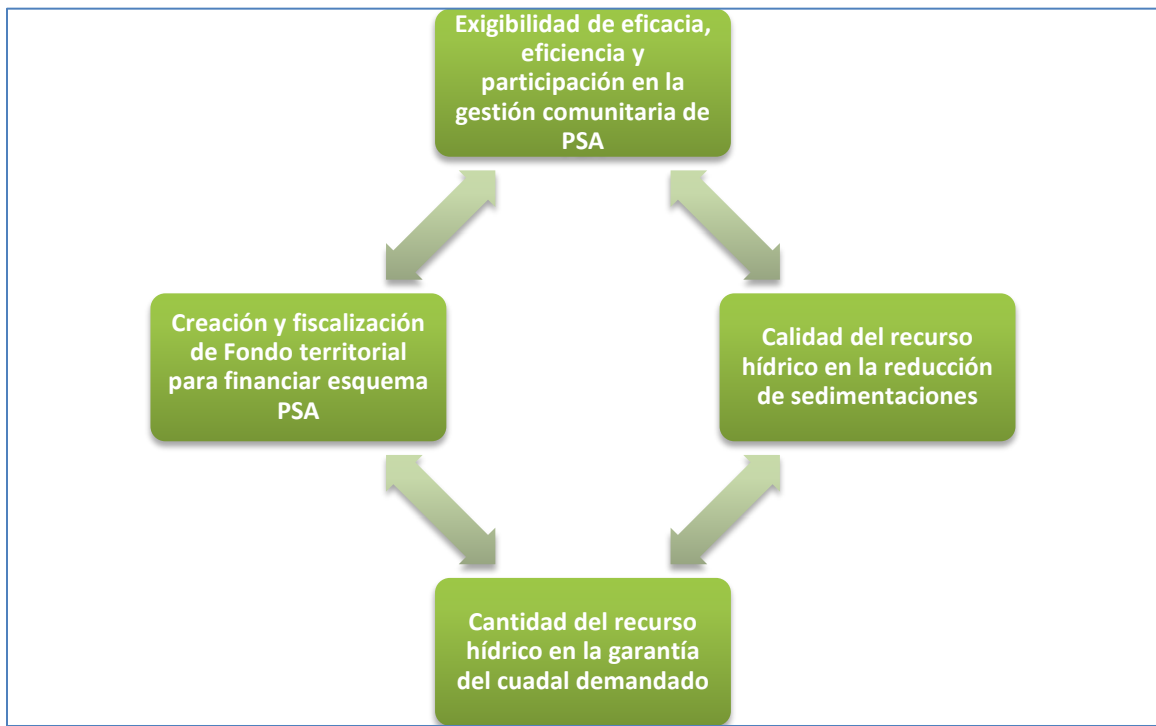 Exigibilidad de eficacia,
eficiencia y
participación en la
gestión comunitaria de
PSA
Creación y fiscalización
de Fondo territorial
para financiar esquema
PSA
Calidad del recurso
hídrico en la reducción
de sedimentaciones
Cantidad del recurso
hídrico en la garantía
del cuadal demandado